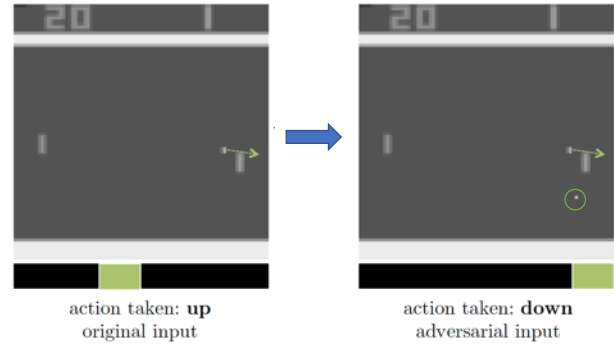 20 1
20 1
action taken: up
original input
action taken: down
adversarial input